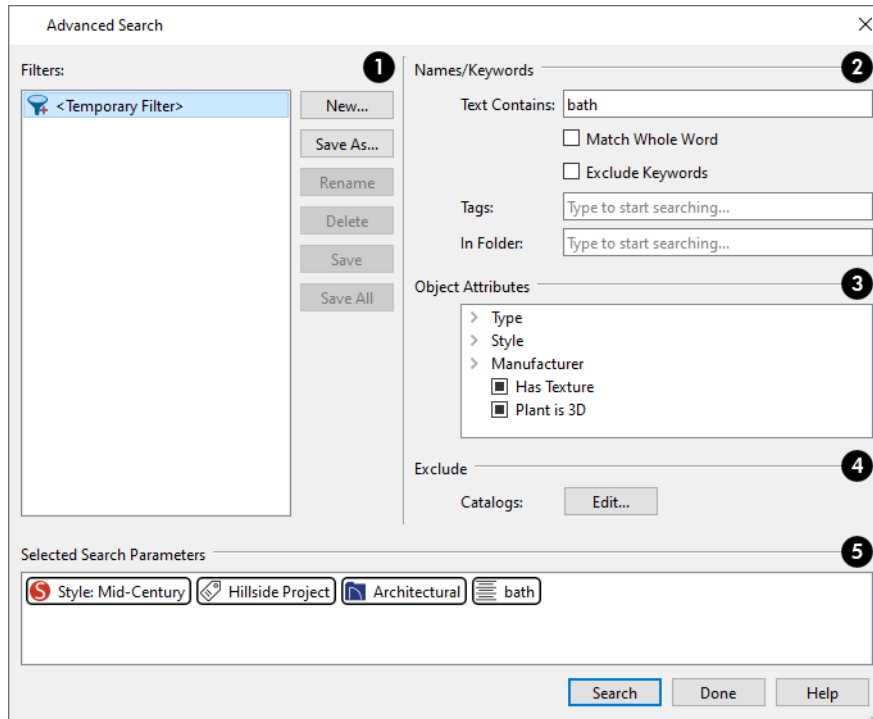 Advanced Search
Filters:
1
<Temporary Filter>
New...
Save As...
Rename
Delete
Save
Save All
Names/Keywords
2
Text Contains: bath
Match Whole Word
Exclude Keywords
Tags: Type to start searching...
In Folder: Type to start searching...
Object Attributes
3
Type
Style
Manufacturer
Has Texture
Plant is 3D
Exclude
4
Catalogs: Edit...
Selected Search Parameters
5
S Style: Mid-Century Hillside Project Architectural bath
Search Done Help